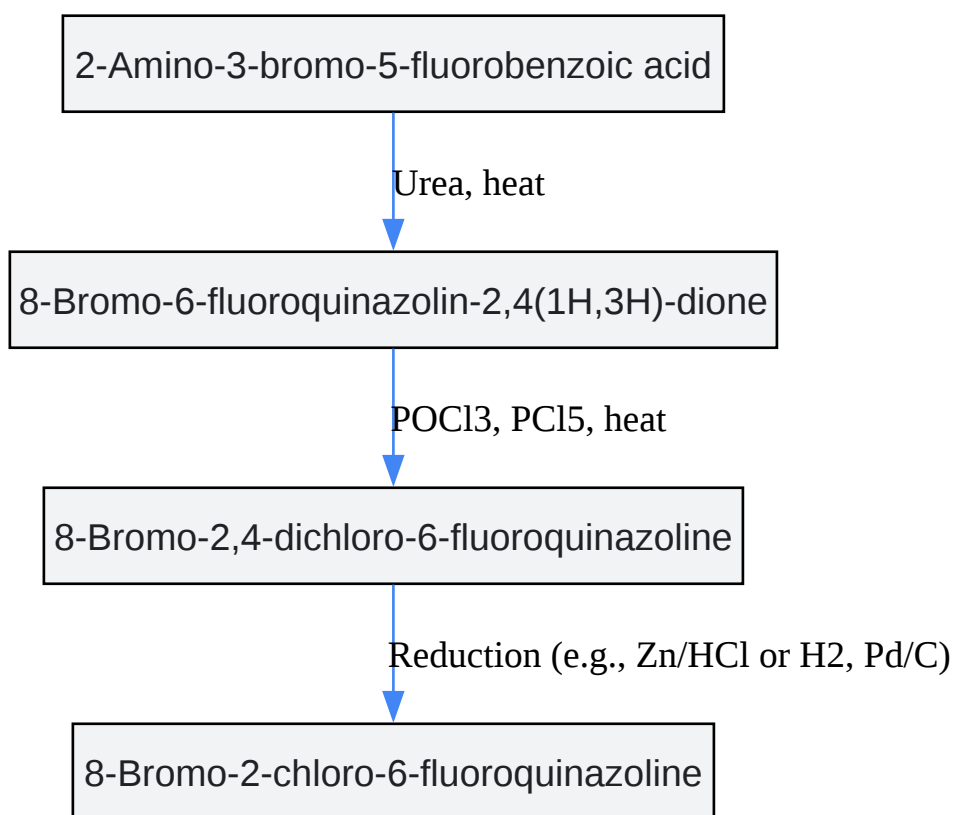 2-Amino-3-bromo-5-fluorobenzoic acid
Urea, heat
8-Bromo-6-fluoroquinazolin-2,4(1H,3H)-dione
POCl3, PCl5, heat
8-Bromo-2,4-dichloro-6-fluoroquinazoline
Reduction (e.g., Zn/HCl or H2, Pd/C)
8-Bromo-2-chloro-6-fluoroquinazoline